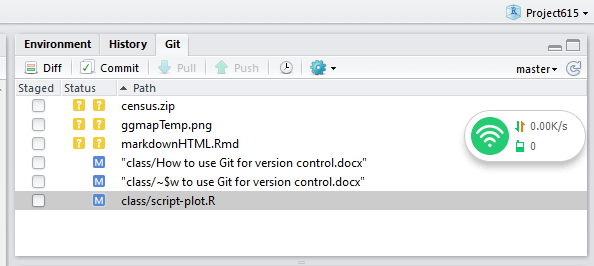 Project615
Environment History Git
Diff Commit Pull Push master
Staged Status Path
? ? census.zip
? ? ggmapTemp.png
? ? markdownHTML.Rmd
M "class/How to use Git for version control.docx"
M "class/~$w to use Git for version control.docx"
M class/script-plot.R
0.00K/s
0